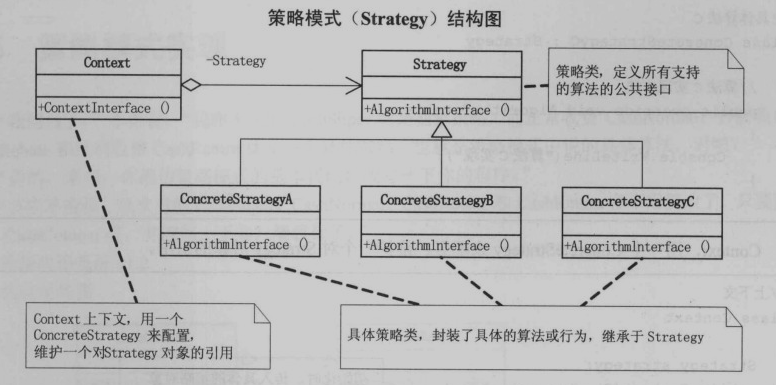 策略模式（Strategy）结构图
Context
-Strategy
Strategy
策略类，定义所有支持
的算法的公共接口
+ContextInterface ()
+AlgorithmInterface ()
ConcreteStrategyA
ConcreteStrategyB
ConcreteStrategyC
+AlgorithmInterface ()
+AlgorithmInterface ()
+AlgorithmInterface ()
Context 上下文，用一个
ConcreteStrategy 来配置，
维护一个对Strategy 对象的引用
具体策略类，封装了具体的算法或行为，继承于 Strategy